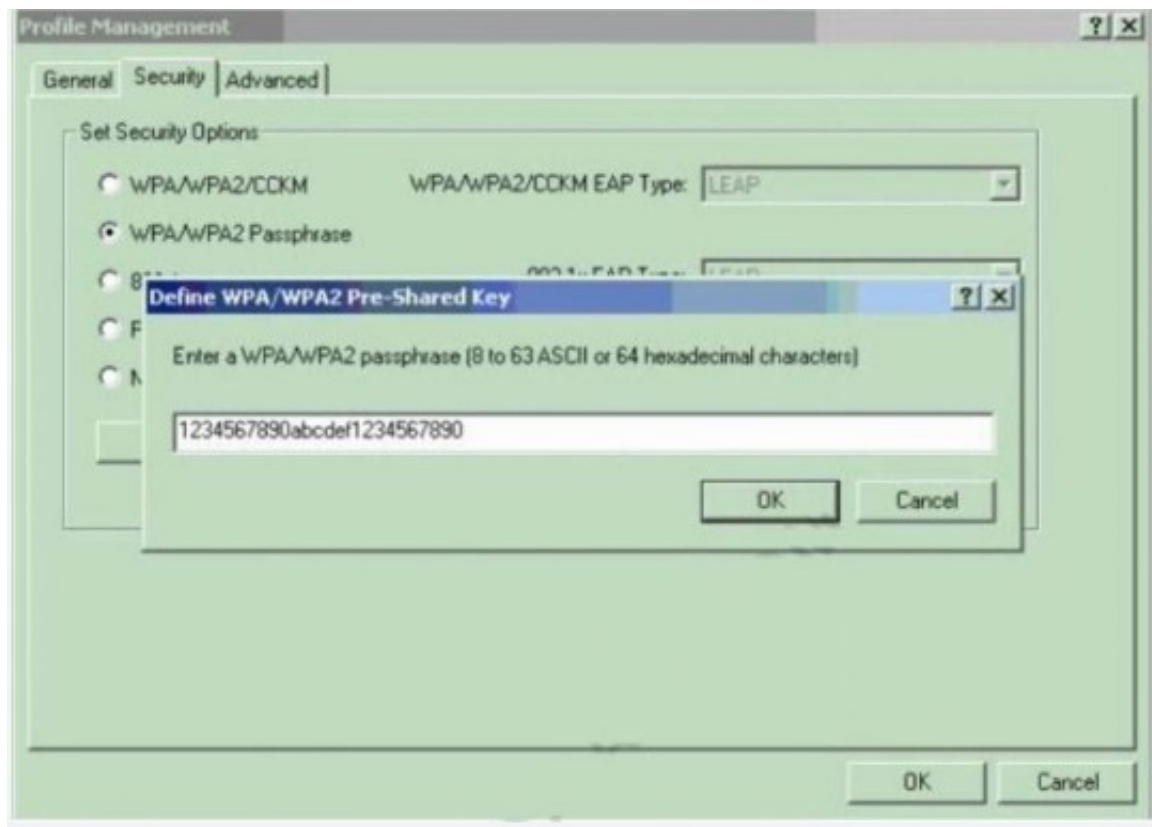 Profile Management
General Security Advanced
Set Security Options
WPA/WPA2/CCKM WPA/WPA2/CCKM EAP Type: LEAP
WPA/WPA2 Passphrase
Define WPA/WPA2 Pre-Shared Key
Enter a WPA/WPA2 passphrase (8 to 63 ASCII or 64 hexadecimal characters)
1234567890abcdef1234567890
OK Cancel
OK Cancel